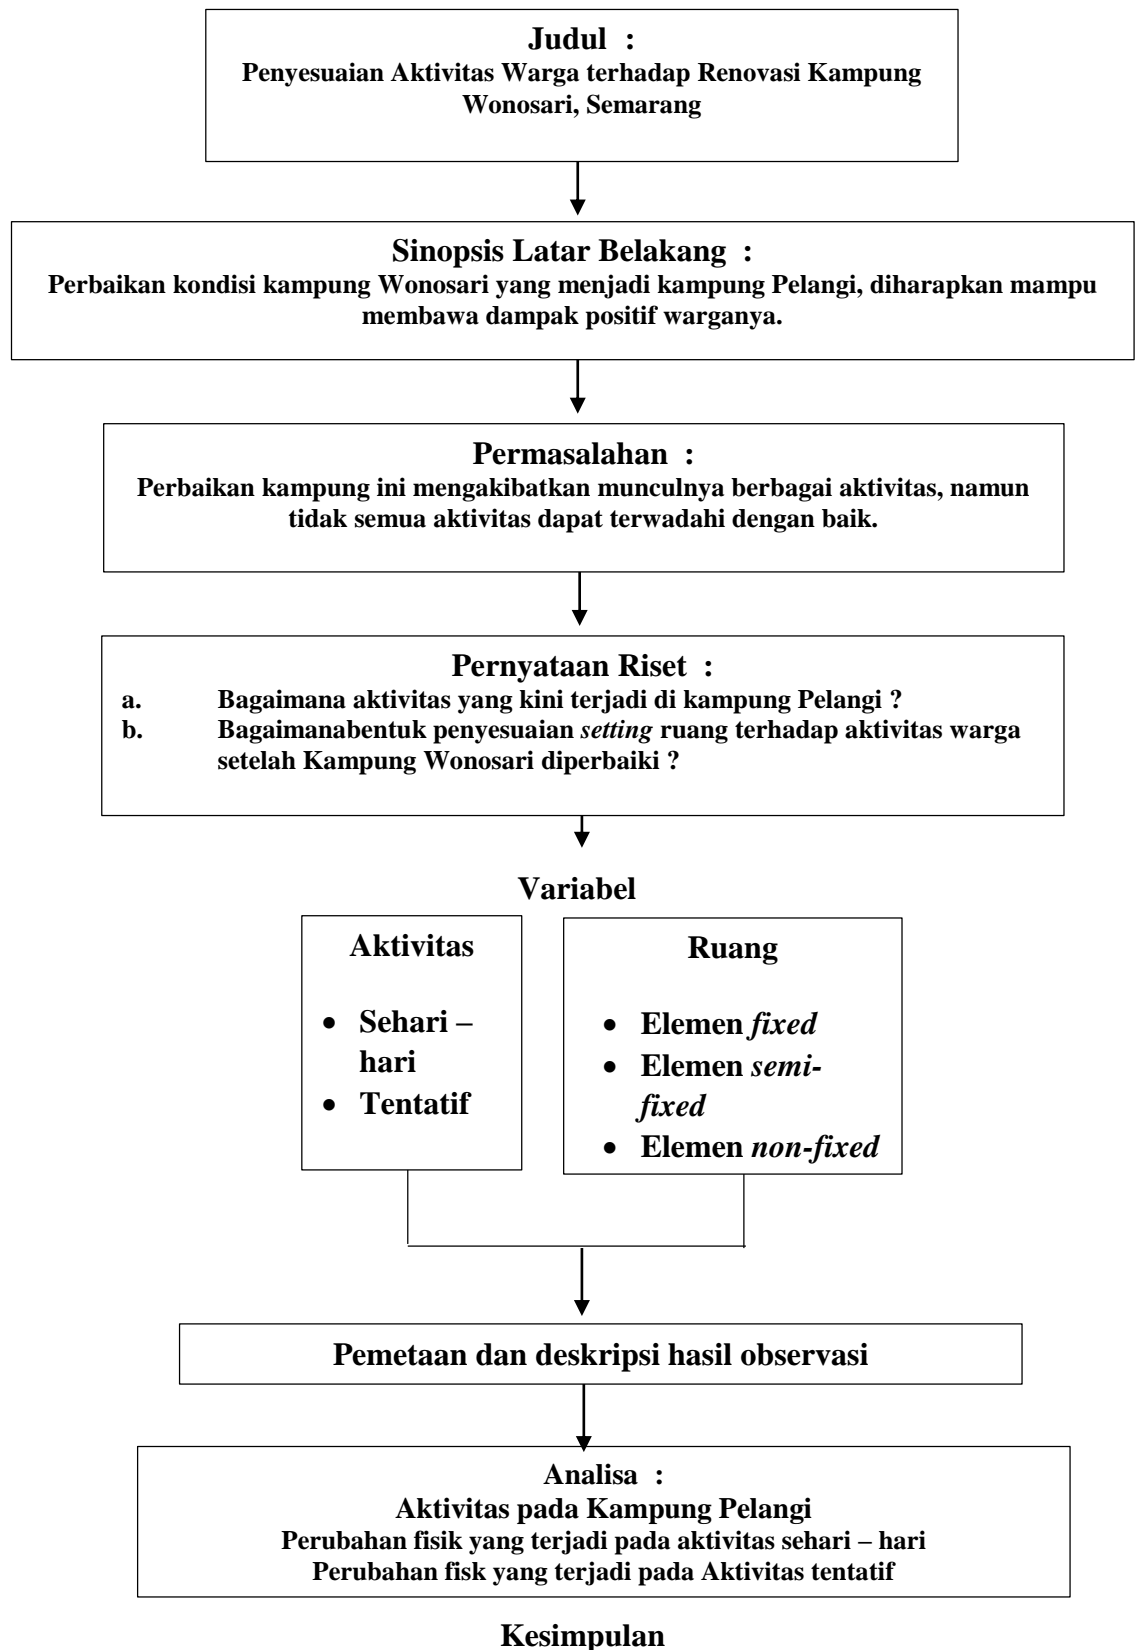 Judul :
Penyesuaian Aktivitas Warga terhadap Renovasi Kampung
Wonosari, Semarang
Sinopsis Latar Belakang :
Perbaikan kondisi kampung Wonosari yang menjadi kampung Pelangi, diharapkan mampu
membawa dampak positif warganya.
Permasalahan :
Perbaikan kampung ini mengakibatkan munculnya berbagai aktivitas, namun
tidak semua aktivitas dapat terwadahi dengan baik.
Pernyataan Riset :
a. Bagaimana aktivitas yang kini terjadi di kampung Pelangi ?
b. Bagaimanabentuk penyesuaian setting ruang terhadap aktivitas warga
setelah Kampung Wonosari diperbaiki ?
Variabel
Aktivitas
• Sehari –
hari
• Tentatif
Ruang
• Elemen fixed
• Elemen semi-
fixed
• Elemen non-fixed
Pemetaan dan deskripsi hasil observasi
Analisa :
Aktivitas pada Kampung Pelangi
Perubahan fisik yang terjadi pada aktivitas sehari – hari
Perubahan fisk yang terjadi pada Aktivitas tentatif
Kesimpulan